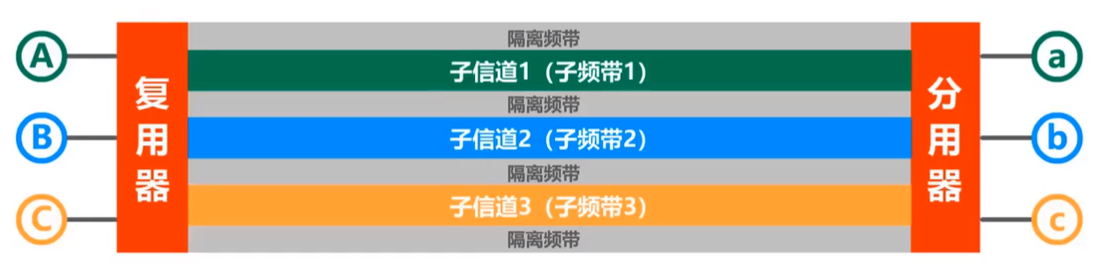 隔离频带
A
子信道1（子频带1）
a
复用器
隔离频带
分用器
B
子信道2（子频带2）
b
隔离频带
C
子信道3（子频带3）
c
隔离频带